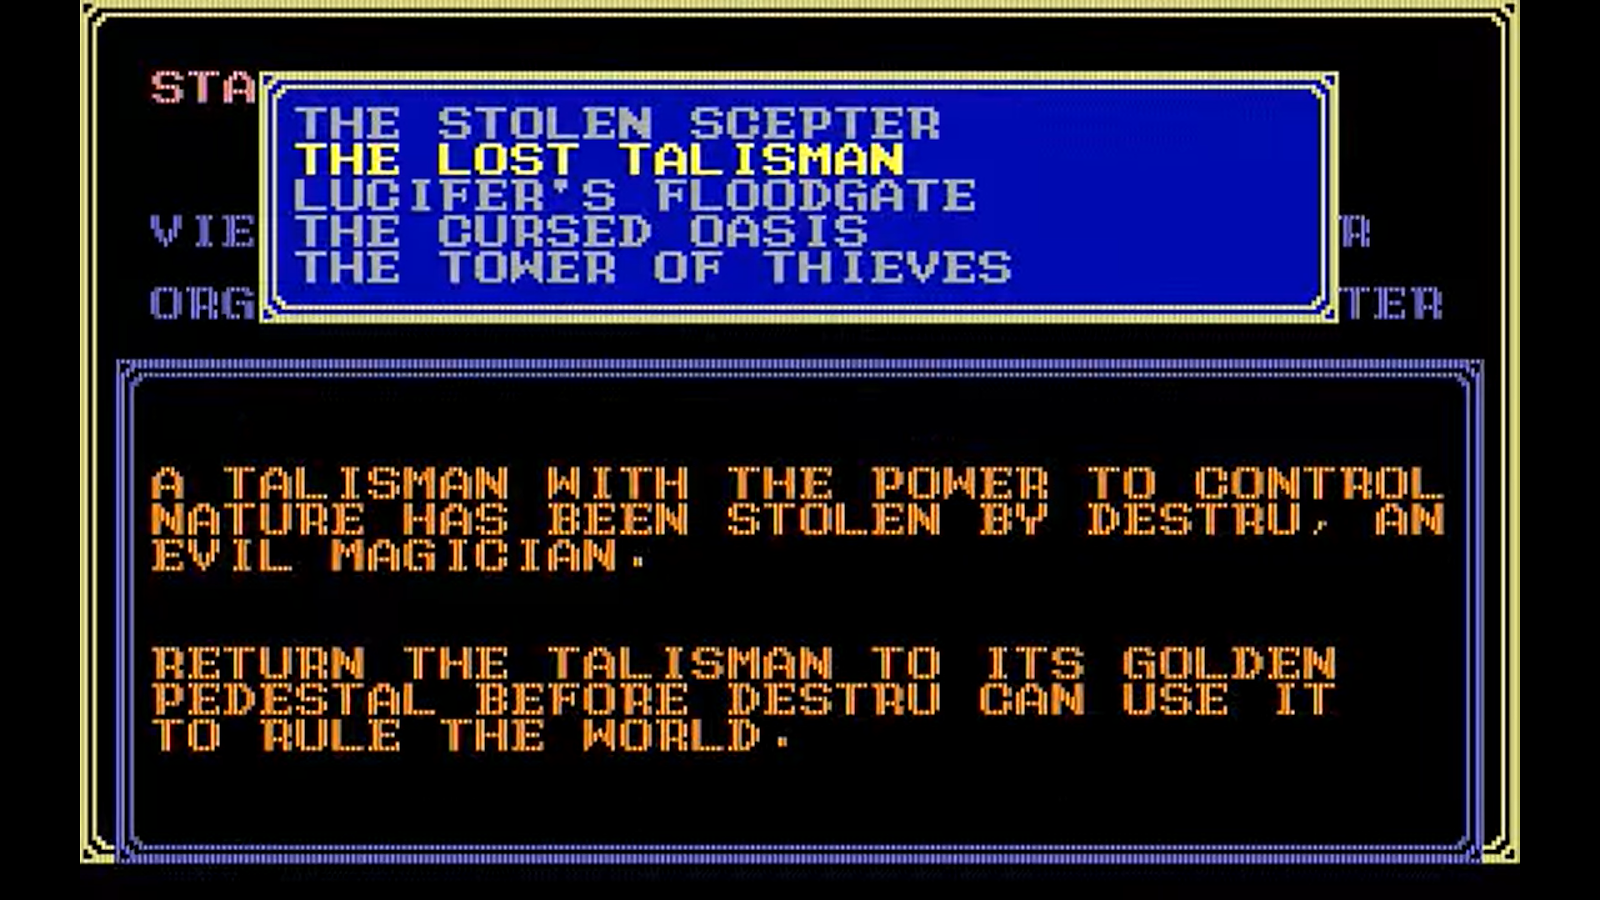 STA
THE STOLEN SCEPTER
THE LOST TALISMAN
LUCIFER'S FLOODGATE
VIE
THE CURSED OASIS
R
THE TOWER OF THIEVES
ORG
TER
A TALISMAN WITH THE POWER TO CONTROL
NATURE HAS BEEN STOLEN BY DESTRU, AN
EVIL MAGICIAN.
RETURN THE TALISMAN TO ITS GOLDEN
PEDESTAL BEFORE DESTRU CAN USE IT
TO RULE THE WORLD.